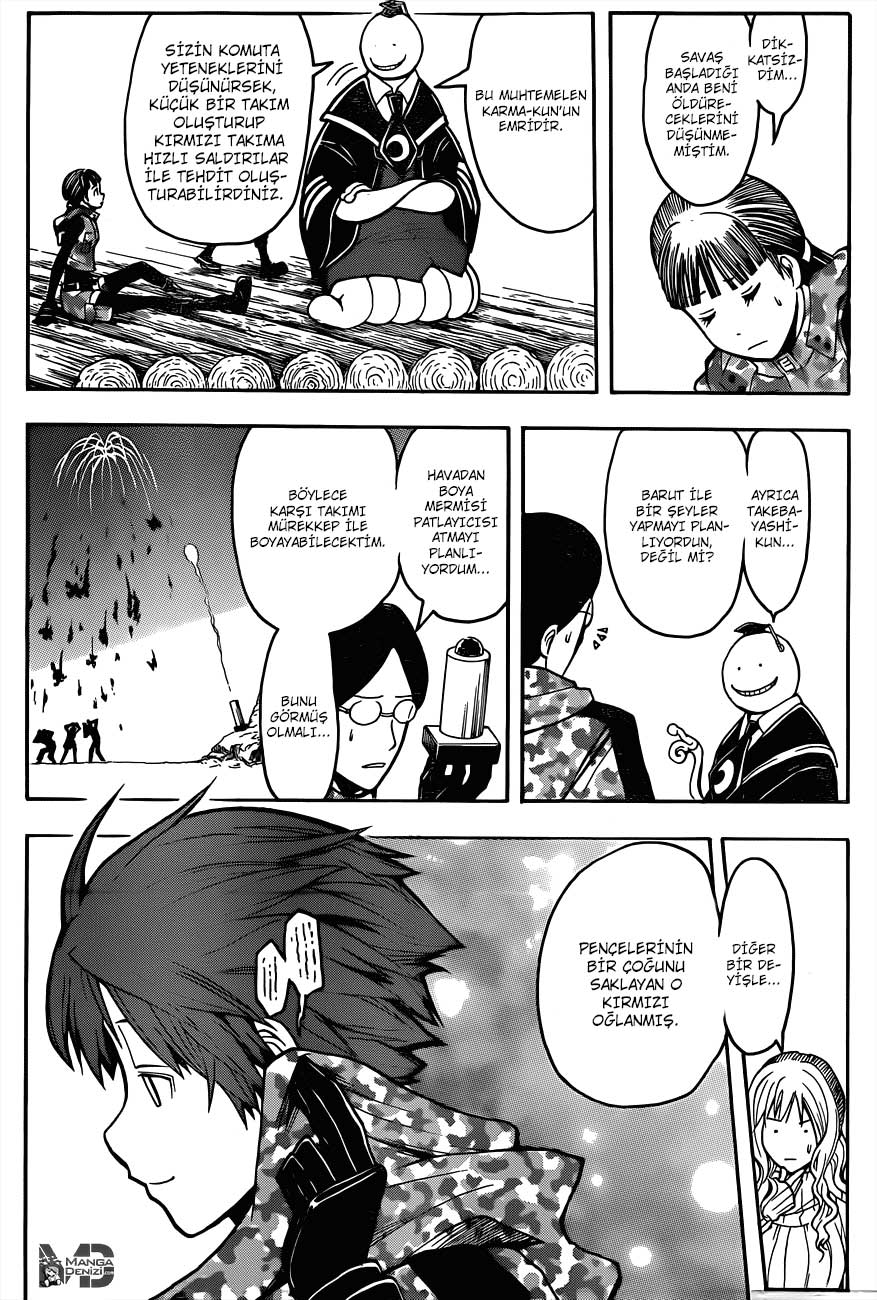 DİK-
KATSİZ-
DİM...
SAVAŞ
BAŞLADIĞI
ANDA BENİ
ÖLDÜRE-
CEKLERİNİ
DÜŞÜNME-
MİŞTİM.
BU MUHTEMELEN
KARMA-KUN'UN
EMRİDİR.
SİZİN KOMUTA
YETENEKLERİNİ
DÜŞÜNÜRSEK,
KÜÇÜK BİR TAKIM
OLUŞTURUP
KIRMIZI TAKIMA
HIZLI SALDIRILAR
İLE TEHDİT OLUŞ-
TURABİLİRDİNİZ.
AYRICA
TAKEBA-
YASHİ-
KUN...
BARUT İLE
BİR ŞEYLER
YAPMAYI PLAN-
LIYORDUN,
DEĞİL Mİ?
HAVADAN
BOYA
MERMİSİ
PATLAYICISI
ATMAYI
PLANLI-
YORDUM...
BÖYLECE
KARŞI TAKIMI
MÜREKKEP İLE
BOYAYABİLECEKTİM.
BUNU
GÖRMÜŞ
OLMALI...
DİĞER
BİR DE-
YİŞLE...
PENÇELERİNİN
BİR ÇOĞUNU
SAKLAYAN O
KIRMIZI
OĞLANMIŞ.
MD
MANGA
DENİZİ